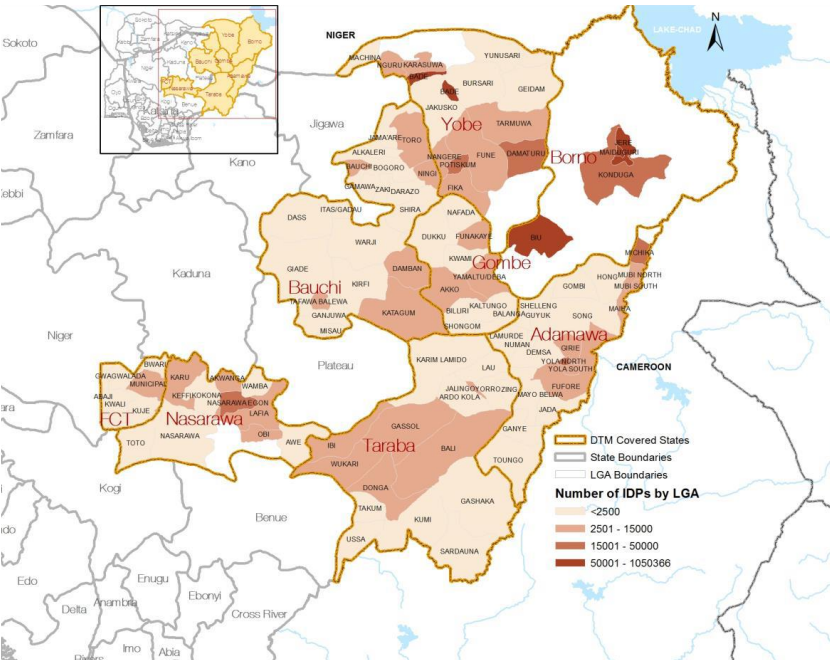 NIGER
LAKE-CHAD
N
Sokoto
Zamfara
Kano
Jigawa
Kaduna
Niger
Plateau
Kogi
Benue
Edo
Delta
Anambra
Enugu
Ebonyi
Cross River
Imo
Abia
CAMEROON
MACHINA
NGURU
KARASUWA
BADE
YUNUSARI
BURSARI
GEIDAM
BADE
JAKUSKO
Yobe
TARMUWA
NANGERE
POTISKUM
FUNE
DAMATURU
FIKA
Borno
JERE
MAIDUGURI
KONDUGA
BIU
JAMA'ARE
TORO
ALKALERI
BAUCHI
BOGORO
NINGI
GAMAWA
ZAKI
DARAZO
SHIRA
DASS
ITAS/GADAU
WARJI
GIADE
DAMBAN
KIRFI
Bauchi
TAFAWA BALEWA
KATAGUM
GANJUWA
MISAU
NAFADA
DUKKU
FUNAKAYE
KWAMI
Gombe
YAMALTU/DEBA
AKKO
KALTUNGO
BILLIRI
BALANGA
SHONGOM
MICHIKA
HONG
MUBI NORTH
MUBI SOUTH
GOMBI
MAIHA
SHELLENG
GUYUK
SONG
Adamawa
LAMURDE
NUMAN
DEMSA
GIRIE
YOLA NORTH
YOLA SOUTH
FUFORE
MAYO BELWA
JADA
GANYE
TOUNGO
KARIM LAMIDO
LAU
JALINGO
YORRO
ZING
ARDO KOLA
GASSOL
Taraba
IBI
BALI
WUKARI
DONGA
TAKUM
GASHAKA
KUMI
USSA
SARDAUNA
BWARI
GWAGWALADA
MUNICIPAL
ABAJI
KWALI
KUJE
FCT
KARU
AKWANGA
WAMBA
KEFFI
KOKONA
NASARAWA EGON
Nasarawa
LAFIA
OBI
AWE
NASARAWA
TOTO
DTM Covered States
State Boundaries
LGA Boundaries
Number of IDPs by LGA
<2500
2501 - 15000
15001 - 50000
50001 - 1050366